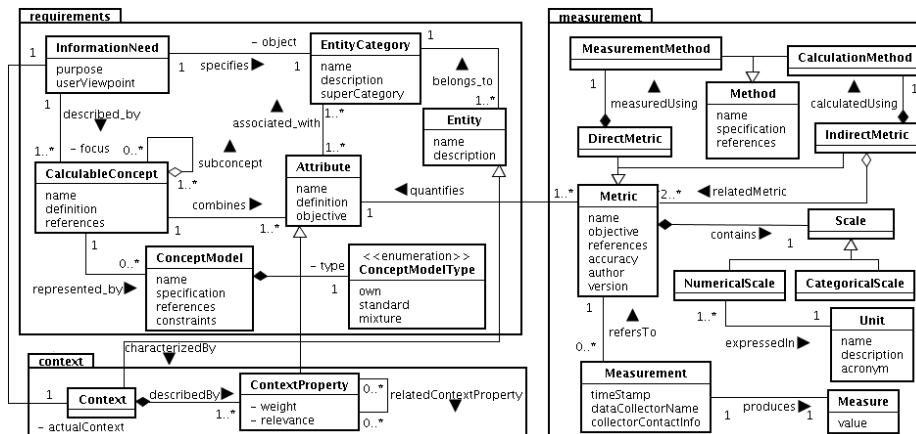 requirements
InformationNeed
purpose
userViewpoint
– object
1
specifies
1
EntityCategory
name
description
superCategory
1
belongs_to
1..*
Entity
name
description
1
1
described_by
1..*
– focus
0..*
1..*
subconcept
associated_with
1..*
1..*
CalculableConcept
name
definition
references
combines
1
1..*
Attribute
name
definition
objective
1
quantifies
1
0..*
represented_by
ConceptModel
name
specification
references
constraints
– type
1
<<enumeration>>
ConceptModelType
own
standard
mixture
characterizedBy
context
1
Context
– actualContext
describedBy
1..*
ContextProperty
– weight
– relevance
0..*
0..*
relatedContextProperty
measurement
MeasurementMethod
CalculationMethod
1
measuredUsing
Method
name
specification
references
calculatedUsing
1
DirectMetric
IndirectMetric
1..*
Metric
name
objective
references
accuracy
author
version
2..*
relatedMetric
contains
1
Scale
NumericalScale
CategoricalScale
1..*
1
expressedIn
Unit
name
description
acronym
1
refersTo
0..*
Measurement
timeStamp
dataCollectorName
collectorContactInfo
1
produces
1
Measure
value